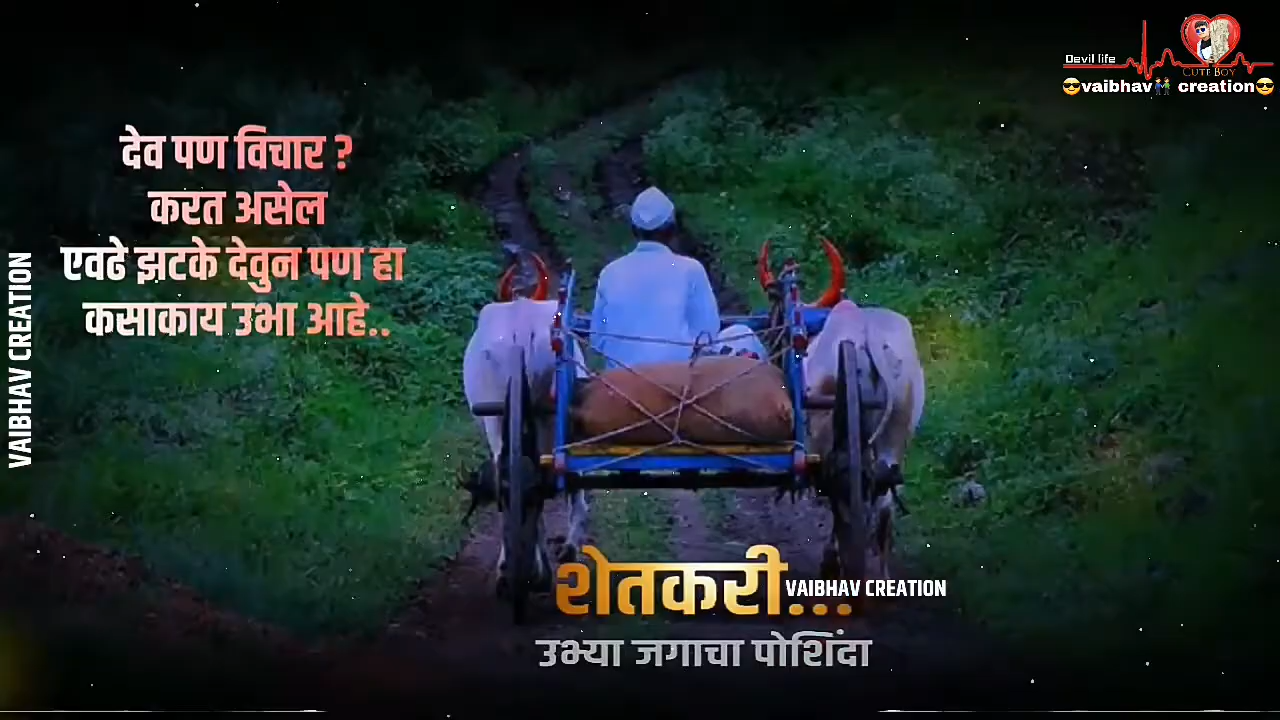 Devil life
CUTE BOY
😎vaibhav👬 creation😎
देव पण विचार ?
करत असेल
एवढे झटके देवुन पण हा
कसाकाय उभा आहे..
VAIBHAV CREATION
शेतकरी...
VAIBHAV CREATION
उभ्या जगाचा पोशिंदा